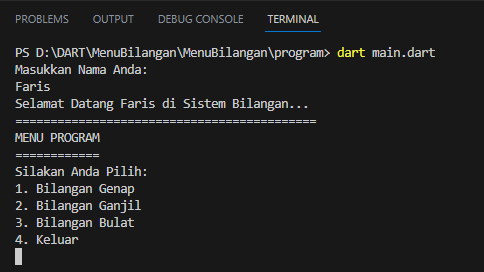 PROBLEMS OUTPUT DEBUG CONSOLE TERMINAL
PS D:\DART\MenuBilangan\MenuBilangan\program> dart main.dart
Masukkan Nama Anda:
Faris
Selamat Datang Faris di Sistem Bilangan...
===========================================
MENU PROGRAM
============
Silakan Anda Pilih:
1. Bilangan Genap
2. Bilangan Ganjil
3. Bilangan Bulat
4. Keluar